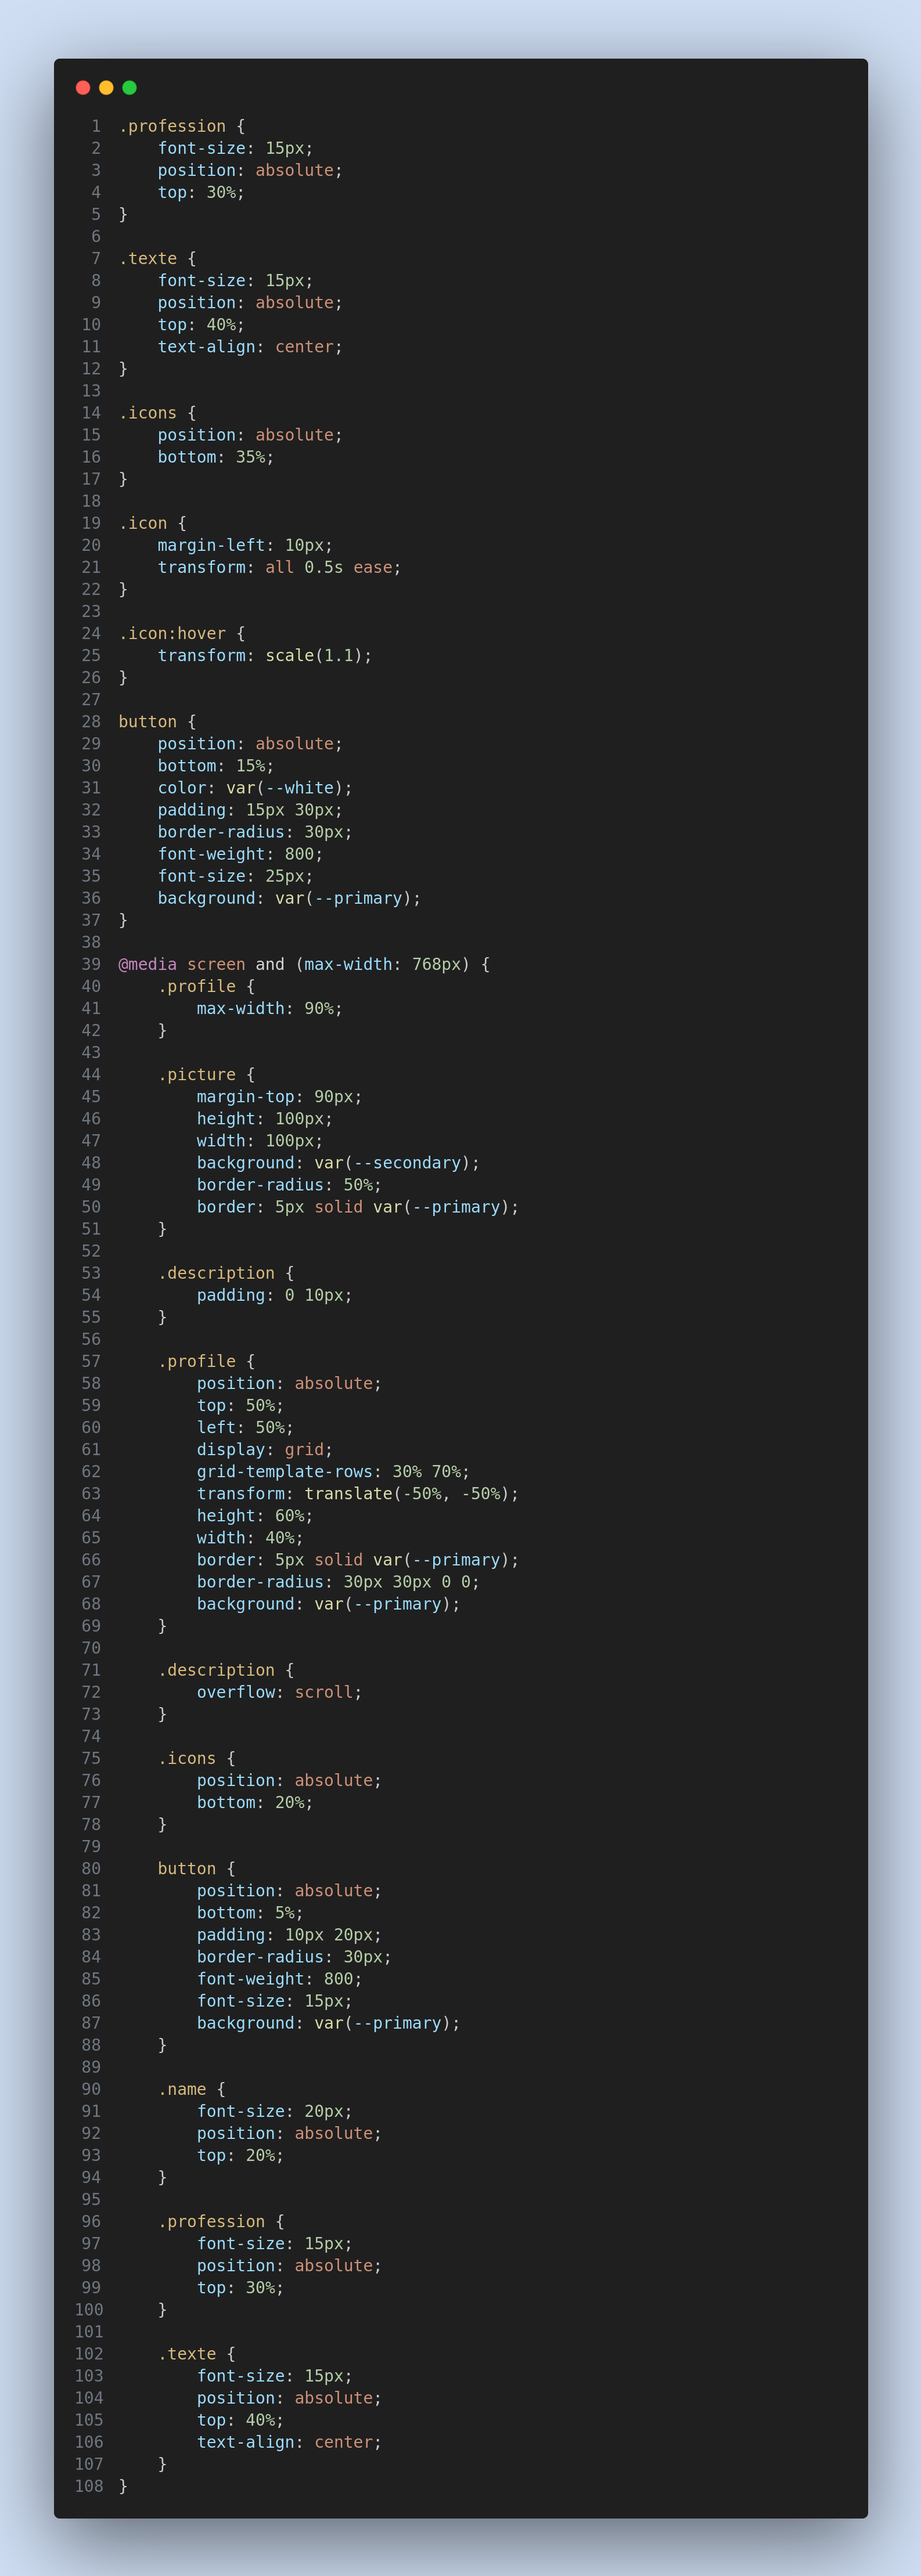 1 .profession {
2     font-size: 15px;
3     position: absolute;
4     top: 30%;
5 }
6
7 .texte {
8     font-size: 15px;
9     position: absolute;
10     top: 40%;
11     text-align: center;
12 }
13
14 .icons {
15     position: absolute;
16     bottom: 35%;
17 }
18
19 .icon {
20     margin-left: 10px;
21     transform: all 0.5s ease;
22 }
23
24 .icon:hover {
25     transform: scale(1.1);
26 }
27
28 button {
29     position: absolute;
30     bottom: 15%;
31     color: var(--white);
32     padding: 15px 30px;
33     border-radius: 30px;
34     font-weight: 800;
35     font-size: 25px;
36     background: var(--primary);
37 }
38
39 @media screen and (max-width: 768px) {
40     .profile {
41         max-width: 90%;
42     }
43
44     .picture {
45         margin-top: 90px;
46         height: 100px;
47         width: 100px;
48         background: var(--secondary);
49         border-radius: 50%;
50         border: 5px solid var(--primary);
51     }
52
53     .description {
54         padding: 0 10px;
55     }
56
57     .profile {
58         position: absolute;
59         top: 50%;
60         left: 50%;
61         display: grid;
62         grid-template-rows: 30% 70%;
63         transform: translate(-50%, -50%);
64         height: 60%;
65         width: 40%;
66         border: 5px solid var(--primary);
67         border-radius: 30px 30px 0 0;
68         background: var(--primary);
69     }
70
71     .description {
72         overflow: scroll;
73     }
74
75     .icons {
76         position: absolute;
77         bottom: 20%;
78     }
79
80     button {
81         position: absolute;
82         bottom: 5%;
83         padding: 10px 20px;
84         border-radius: 30px;
85         font-weight: 800;
86         font-size: 15px;
87         background: var(--primary);
88     }
89
90     .name {
91         font-size: 20px;
92         position: absolute;
93         top: 20%;
94     }
95
96     .profession {
97         font-size: 15px;
98         position: absolute;
99         top: 30%;
100     }
101
102     .texte {
103         font-size: 15px;
104         position: absolute;
105         top: 40%;
106         text-align: center;
107     }
108 }